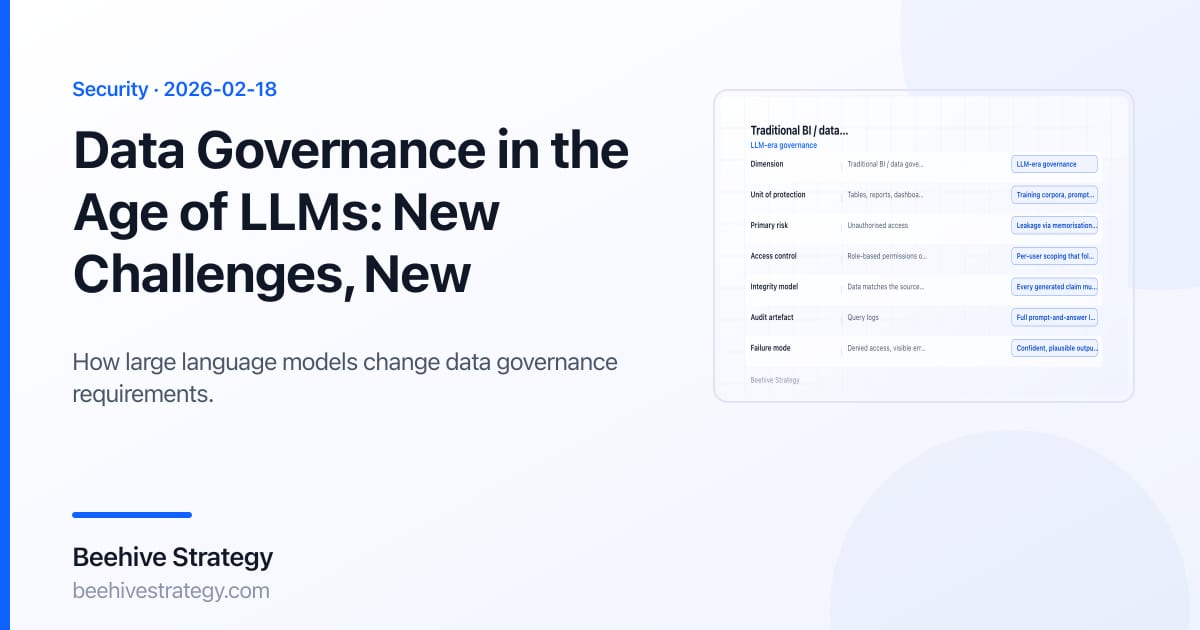 Security · 2026-02-18
Data Governance in the
Age of LLMs: New
Challenges, New
How large language models change data governance
requirements.
Beehive Strategy
beehivestrategy.com
Traditional BI / data...
LLM-era governance
Dimension Traditional BI / data gove... LLM-era governance
Unit of protection Tables, reports, dashboa... Training corpora, prompt...
Primary risk Unauthorised access Leakage via memorisation...
Access control Role-based permissions o... Per-user scoping that fol...
Integrity model Data matches the source... Every generated claim mu...
Audit artefact Query logs Full prompt-and-answer l...
Failure mode Denied access, visible err... Confident, plausible outpu...
Beehive Strategy